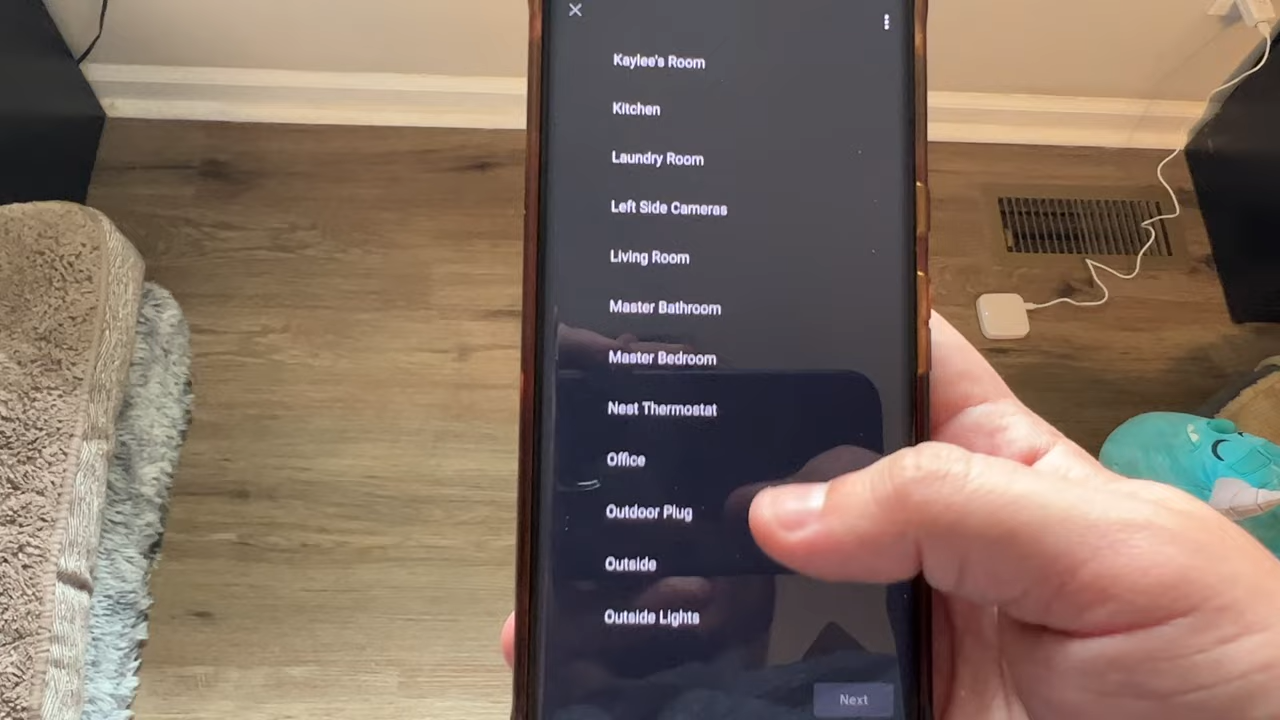 Kaylee's Room
Kitchen
Laundry Room
Left Side Cameras
Living Room
Master Bathroom
Master Bedroom
Nest Thermostat
Office
Outdoor Plug
Outside
Outside Lights
Next